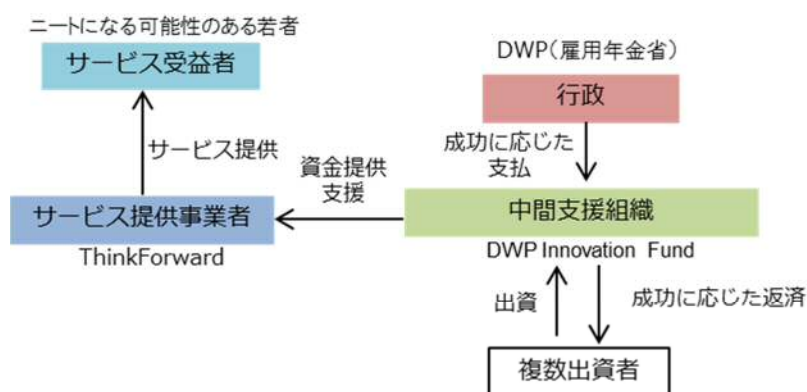 ニートになる可能性のある若者
サービス受益者
DWP（雇用年金省）
行政
サービス提供
成功に応じた
支払
資金提供
支援
サービス提供事業者
ThinkForward
中間支援組織
DWP Innovation Fund
出資
成功に応じた返済
複数出資者